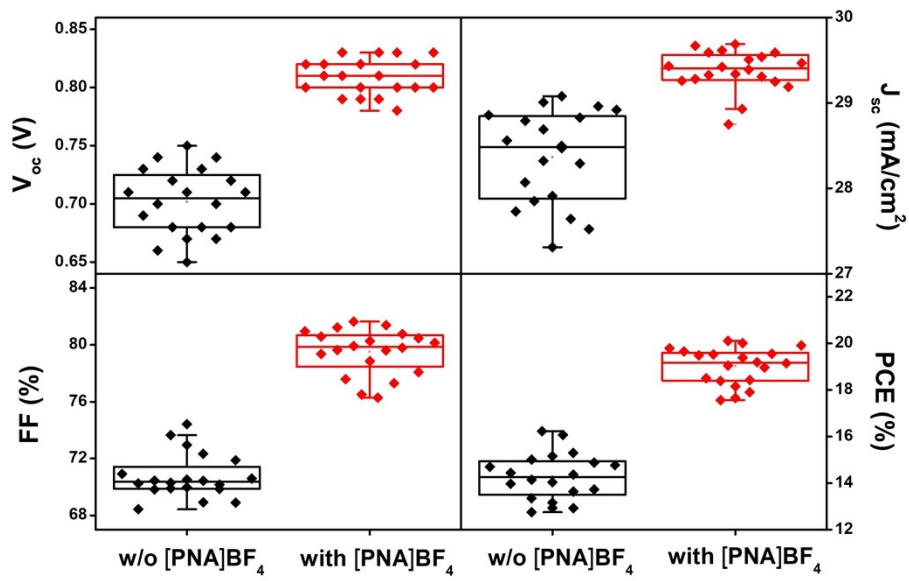 0.85
0.80
0.75
0.70
0.65
V_oc (V)
30
29
28
27
J_sc (mA/cm²)
84
80
76
72
68
FF (%)
22
20
18
16
14
12
PCE (%)
w/o [PNA]BF₄
with [PNA]BF₄
w/o [PNA]BF₄
with [PNA]BF₄